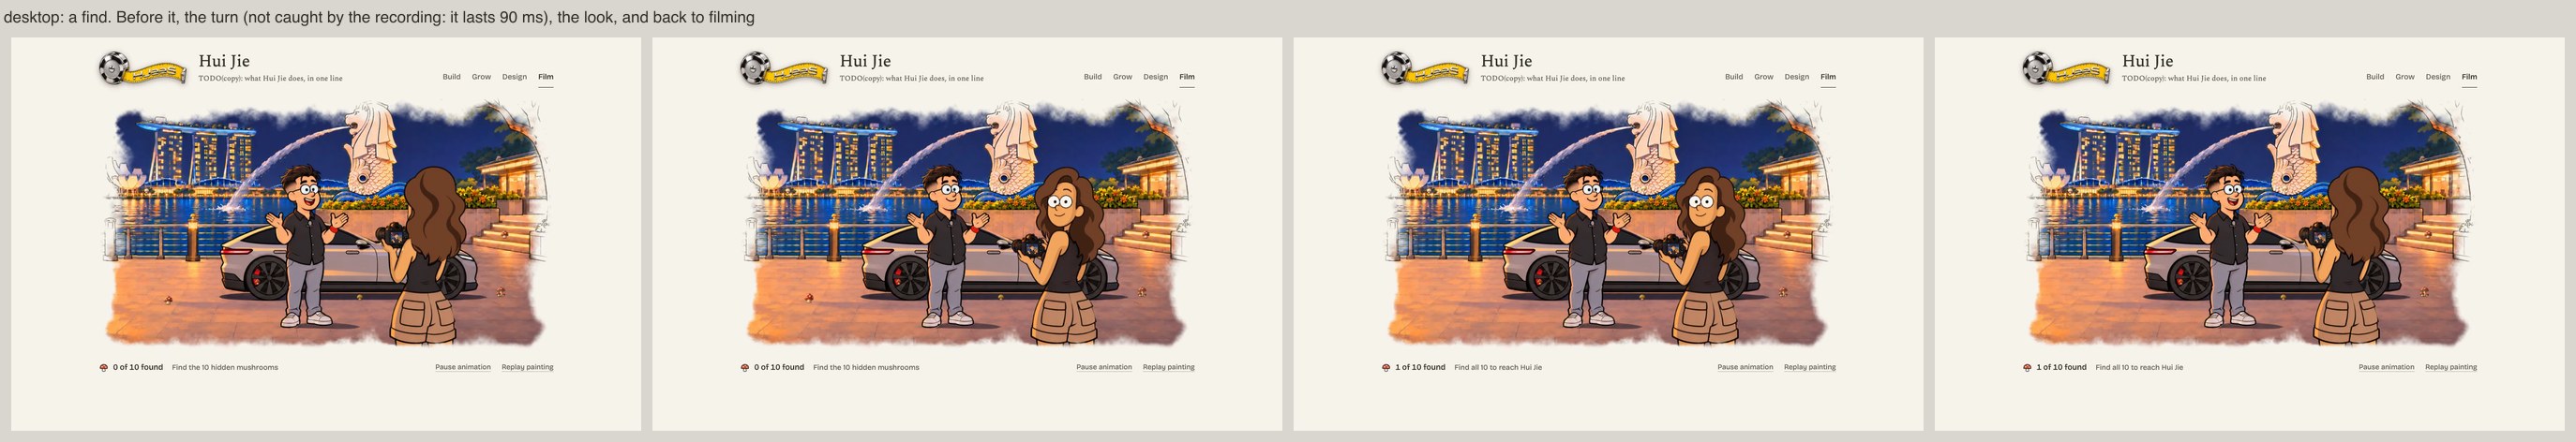 desktop: a find. Before it, the turn (not caught by the recording: it lasts 90 ms), the look, and back to filming
Hui Jie
TODO(copy): what Hui Jie does, in one line
Build Grow Design Film
0 of 10 found Find the 10 hidden mushrooms
Pause animation Replay painting
Hui Jie
TODO(copy): what Hui Jie does, in one line
Build Grow Design Film
0 of 10 found Find the 10 hidden mushrooms
Pause animation Replay painting
Hui Jie
TODO(copy): what Hui Jie does, in one line
Build Grow Design Film
1 of 10 found Find all 10 to reach Hui Jie
Pause animation Replay painting
Hui Jie
TODO(copy): what Hui Jie does, in one line
Build Grow Design Film
1 of 10 found Find all 10 to reach Hui Jie
Pause animation Replay painting